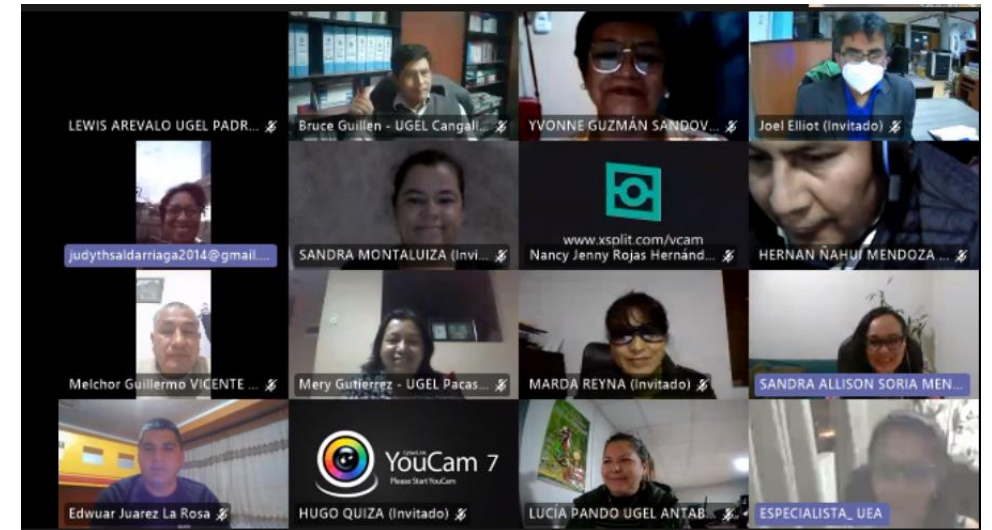 LEWIS AREVALO UGEL PADR...
Bruce Guillen - UGEL Cangall...
YVONNE GUZMÁN SANDOV...
Joel Elliot (Invitado)
judythsaldarriaga2014@gmail....
SANDRA MONTALUIZA (Invi...
www.xsplit.com/vcam
Nancy Jenny Rojas Hernánd...
HERNAN ÑAHUI MENDOZA ...
Melchor Guillermo VICENTE ...
Mery Gutierrez - UGEL Pacas...
MARDA REYNA (Invitado)
SANDRA ALLISON SORIA MEN...
Edwuar Juarez La Rosa
CyberLink
YouCam 7
Please Start YouCam
HUGO QUIZA (Invitado)
LUCÍA PANDO UGEL ANTAB...
ESPECIALISTA_ UEA